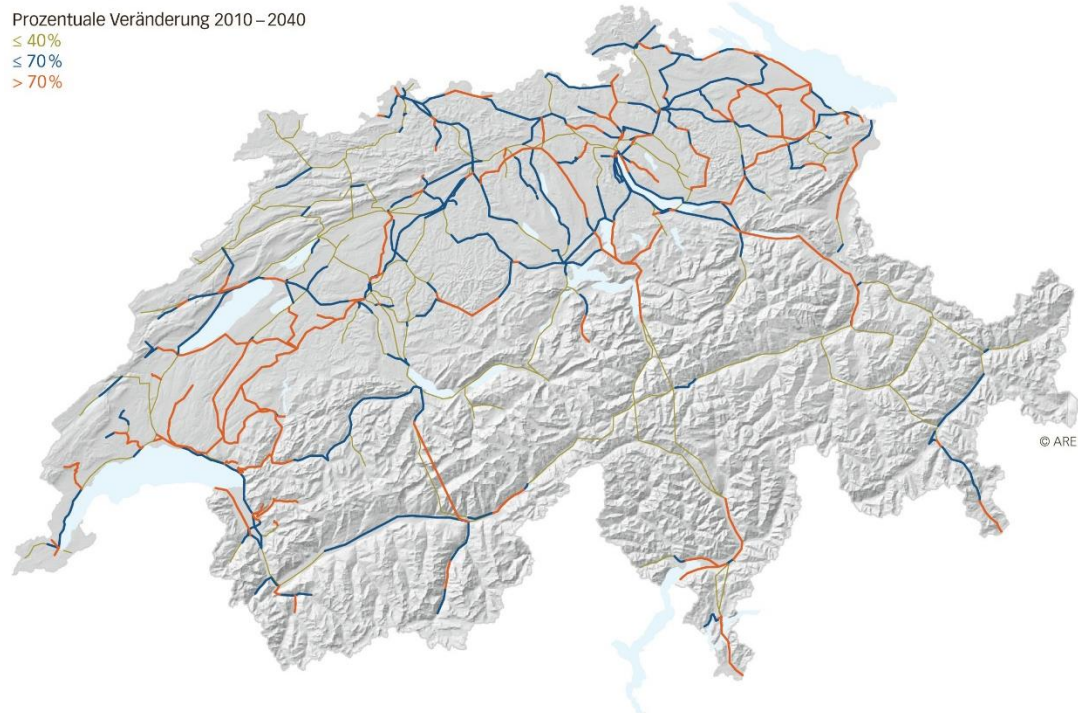 Prozentuale Veränderung 2010 – 2040
≤ 40 %
≤ 70 %
> 70 %
© ARE